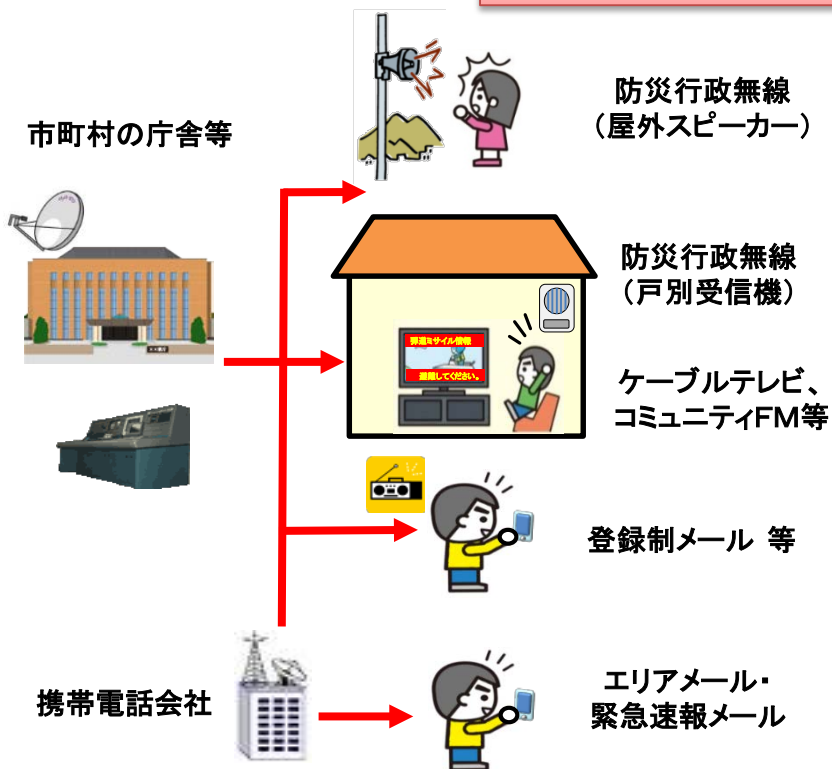 市町村の庁舎等
防災行政無線
(屋外スピーカー)
防災行政無線
(戸別受信機)
弾道ミサイル情報
避難してください。
ケーブルテレビ、
コミュニティFM等
登録制メール 等
携帯電話会社
エリアメール・
緊急速報メール